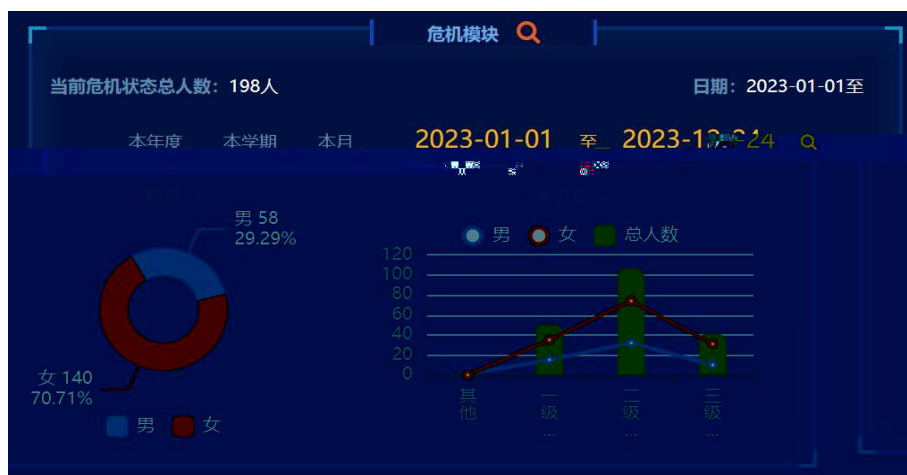 危机模块
当前危机状态总人数：198人
日期：2023-01-01至
本年度 本学期 本月 2023-01-01 至
男 58
29.29%
女 140
70.71%
男 女
男 女 总人数
120
100
80
60
40
20
0
其他 一级... 二级... 三级...